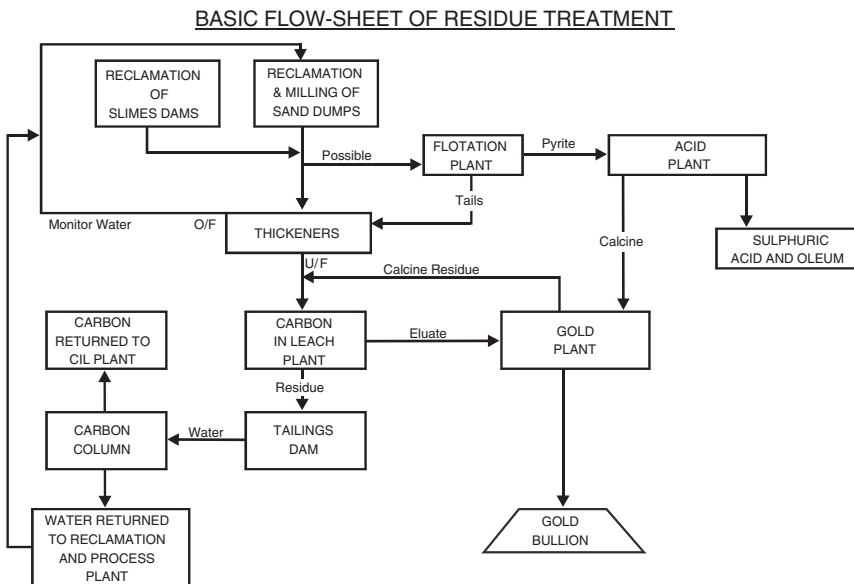 BASIC FLOW-SHEET OF RESIDUE TREATMENT
RECLAMATION
OF
SLIMES DAMS
RECLAMATION
& MILLING OF
SAND DUMPS
Possible
FLOTATION
PLANT
Pyrite
ACID
PLANT
Tails
Monitor Water
O/F
THICKENERS
Calcine
SULPHURIC
ACID AND OLEUM
U/F
Calcine Residue
CARBON
RETURNED TO
CIL PLANT
CARBON
IN LEACH
PLANT
Eluate
GOLD
PLANT
Residue
CARBON
COLUMN
Water
TAILINGS
DAM
WATER RETURNED
TO RECLAMATION
AND PROCESS
PLANT
GOLD
BULLION